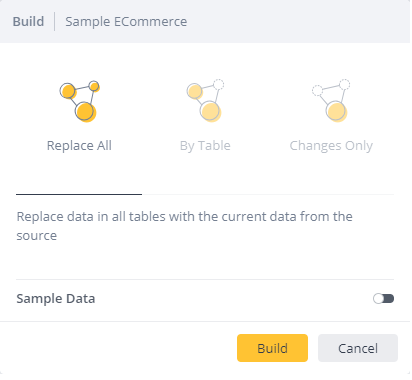 Build Sample ECommerce
Replace All By Table Changes Only
Replace data in all tables with the current data from the
source
Sample Data
Build Cancel